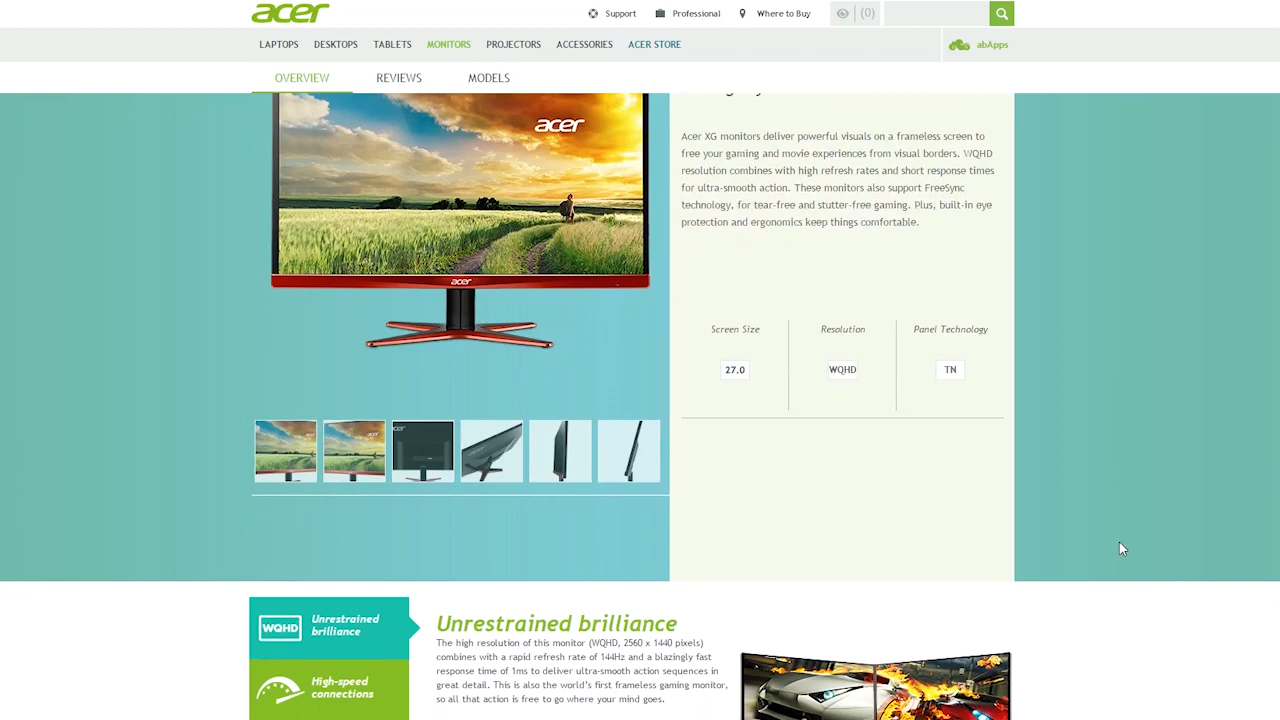 acer
Support
Professional
Where to Buy
(0)
LAPTOPS
DESKTOPS
TABLETS
MONITORS
PROJECTORS
ACCESSORIES
ACER STORE
abApps
OVERVIEW
REVIEWS
MODELS
acer
acer
Acer XG monitors deliver powerful visuals on a frameless screen to
free your gaming and movie experiences from visual borders. WQHD
resolution combines with high refresh rates and short response times
for ultra-smooth action. These monitors also support FreeSync
technology, for tear-free and stutter-free gaming. Plus, built-in eye
protection and ergonomics keep things comfortable.
Screen Size
Resolution
Panel Technology
27.0
WQHD
TN
WQHD
Unrestrained
brilliance
High-speed
connections
Unrestrained brilliance
The high resolution of this monitor (WQHD, 2560 x 1440 pixels)
combines with a rapid refresh rate of 144Hz and a blazingly fast
response time of 1ms to deliver ultra-smooth action sequences in
great detail. This is also the world's first frameless gaming monitor,
so all that action is free to go where your mind goes.